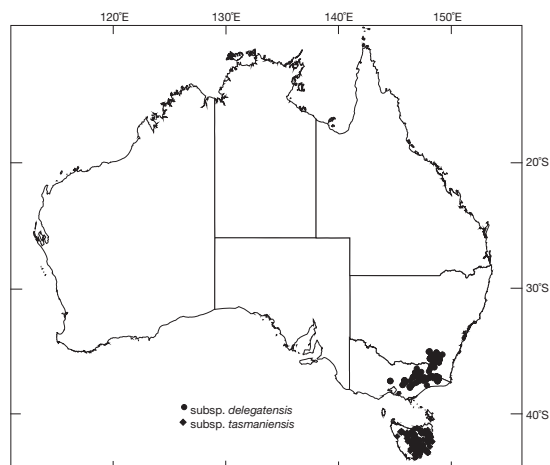 120°E 130°E 140°E 150°E
20°S
30°S
40°S
subsp. delegatensis
subsp. tasmaniensis